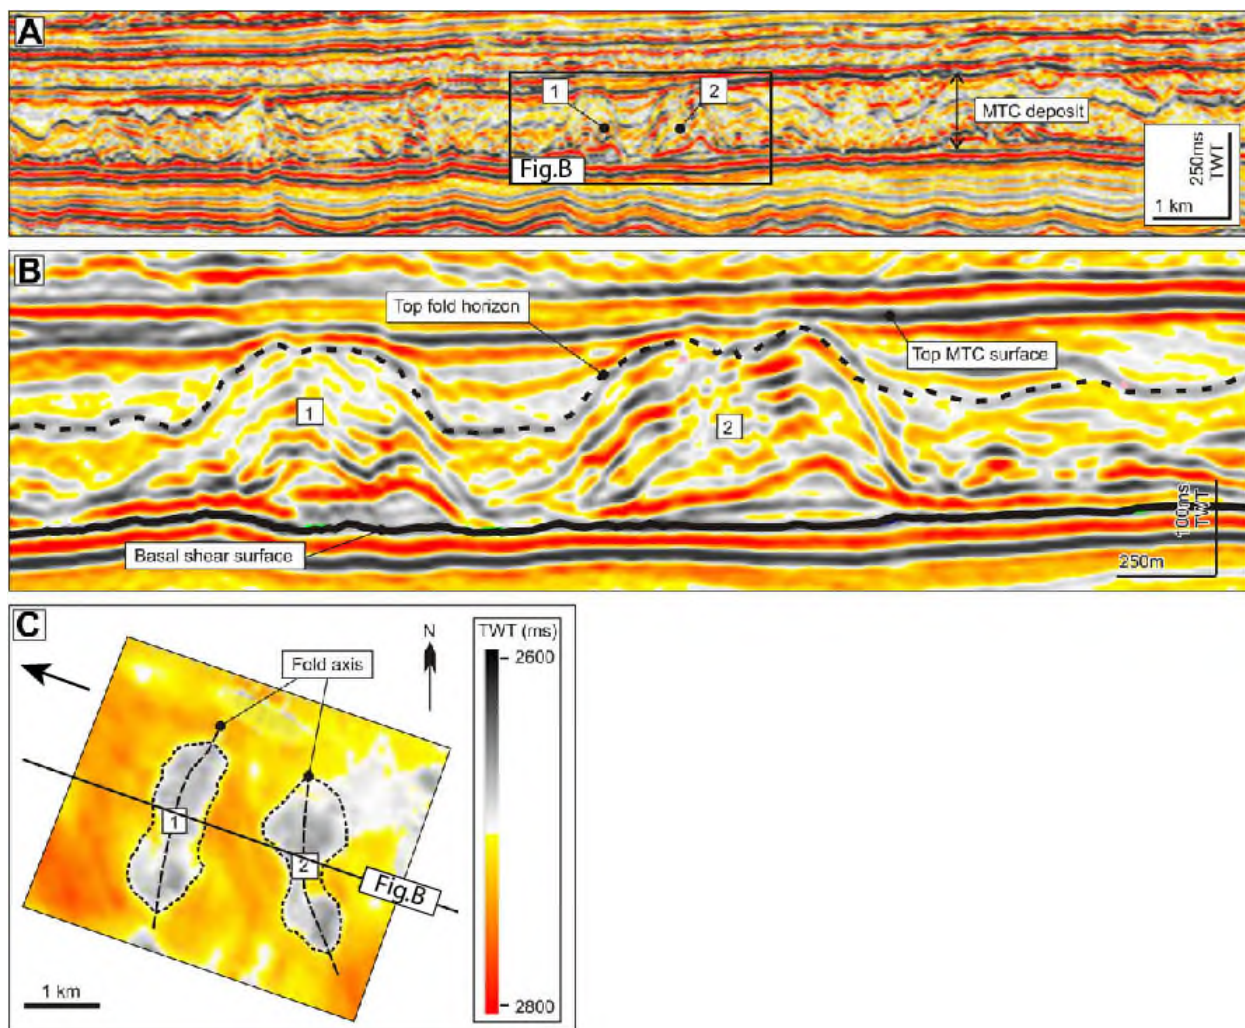 A
1
2
MTC deposit
Fig.B
250ms
TWT
1 km
B
Top fold horizon
Top MTC surface
1
2
Basal shear surface
100ms
TWT
250m
C
N
TWT (ms)
Fold axis
2600
1
2
Fig.B
1 km
2800